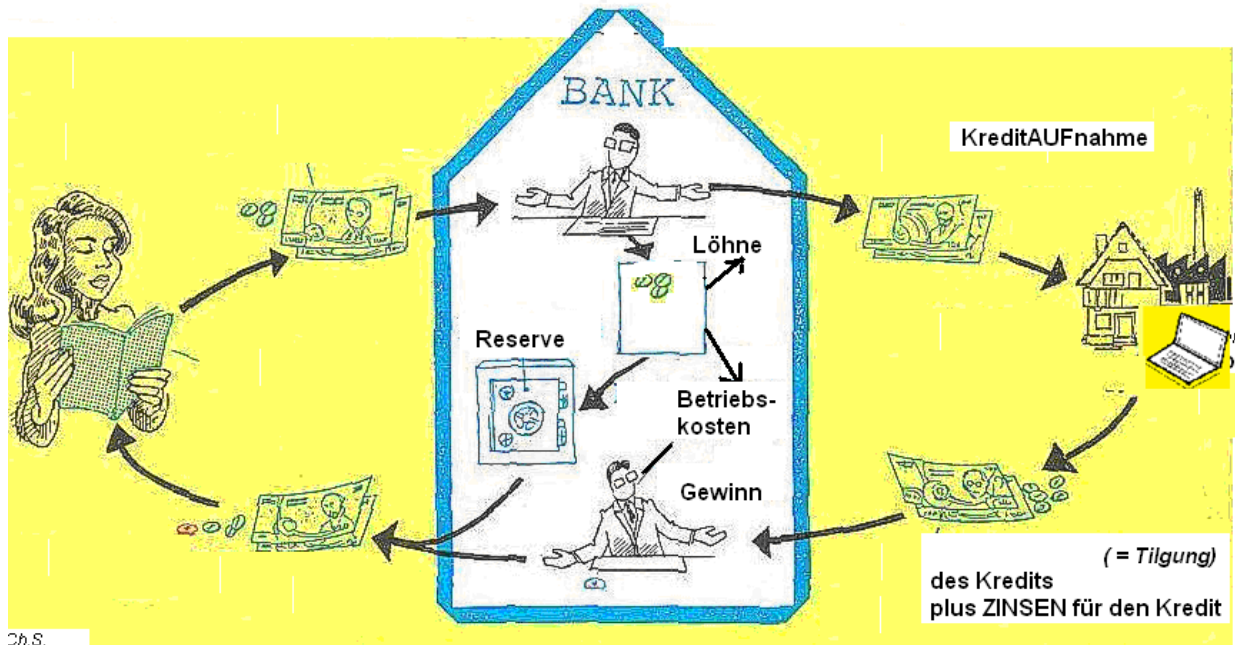 BANK
KreditAUFnahme
Löhne
Reserve
Betriebs-
kosten
Gewinn
( = Tilgung)
des Kredits
plus ZINSEN für den Kredit
Ch.S.